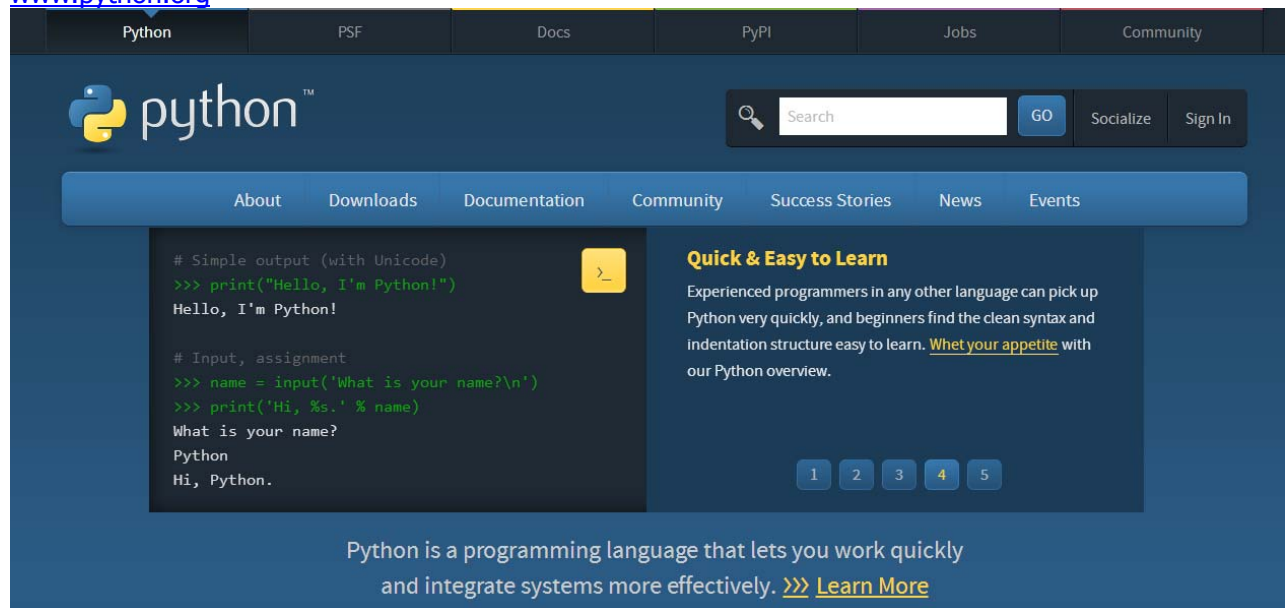 www.python.org
Python PSF Docs PyPI Jobs Community
python™
Search GO Socialize Sign In
About Downloads Documentation Community Success Stories News Events
# Simple output (with Unicode)
>>> print("Hello, I'm Python!")
Hello, I'm Python!
# Input, assignment
>>> name = input('What is your name?\n')
>>> print('Hi, %s.' % name)
What is your name?
Python
Hi, Python.
>_
Quick & Easy to Learn
Experienced programmers in any other language can pick up
Python very quickly, and beginners find the clean syntax and
indentation structure easy to learn. Whet your appetite with
our Python overview.
1 2 3 4 5
Python is a programming language that lets you work quickly
and integrate systems more effectively. >>> Learn More